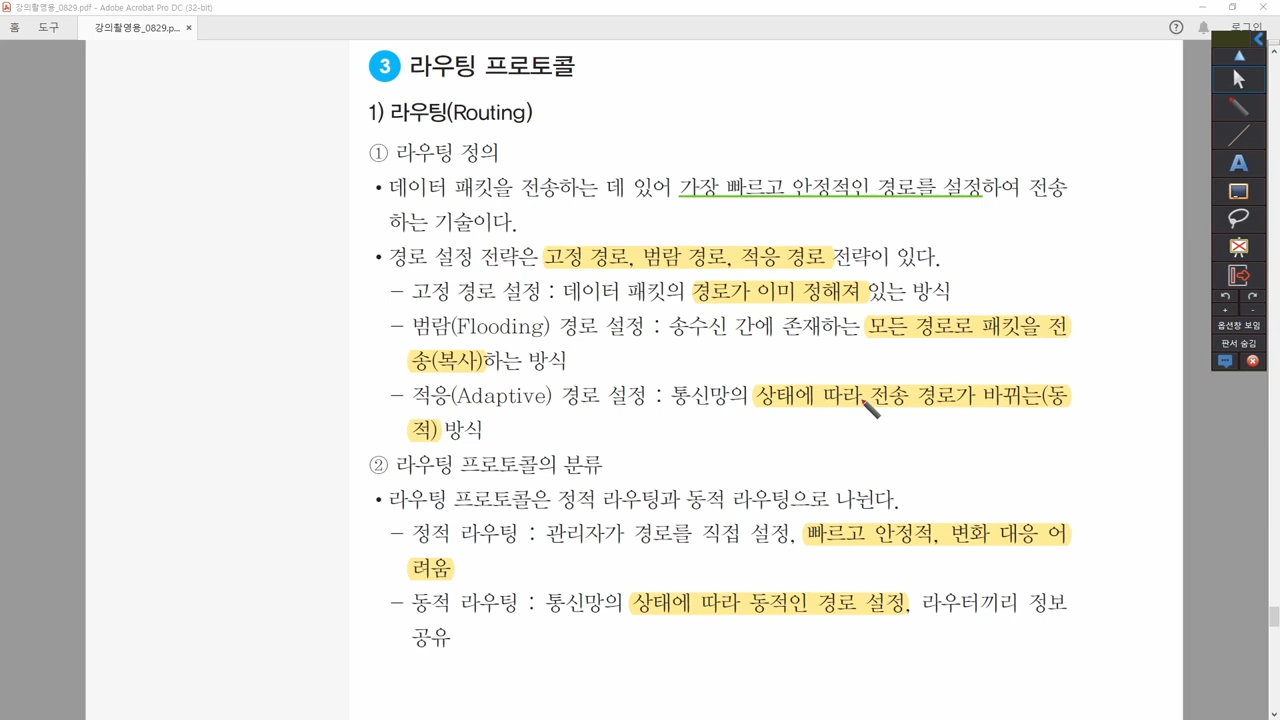 강의촬영용_0829.pdf - Adobe Acrobat Pro DC (32-bit)
홈 도구 강의촬영용_0829.p... × 로그인
3 라우팅 프로토콜
1) 라우팅(Routing)
① 라우팅 정의
• 데이터 패킷을 전송하는 데 있어 가장 빠르고 안정적인 경로를 설정하여 전송
하는 기술이다.
• 경로 설정 전략은 고정 경로, 범람 경로, 적응 경로 전략이 있다.
– 고정 경로 설정 : 데이터 패킷의 경로가 이미 정해져 있는 방식
– 범람(Flooding) 경로 설정 : 송수신 간에 존재하는 모든 경로로 패킷을 전
송(복사)하는 방식
– 적응(Adaptive) 경로 설정 : 통신망의 상태에 따라 전송 경로가 바뀌는(동
적) 방식
② 라우팅 프로토콜의 분류
• 라우팅 프로토콜은 정적 라우팅과 동적 라우팅으로 나뉜다.
– 정적 라우팅 : 관리자가 경로를 직접 설정, 빠르고 안정적, 변화 대응 어
려움
– 동적 라우팅 : 통신망의 상태에 따라 동적인 경로 설정, 라우터끼리 정보
공유
A
+ -
옵션창 보임
판서 숨김